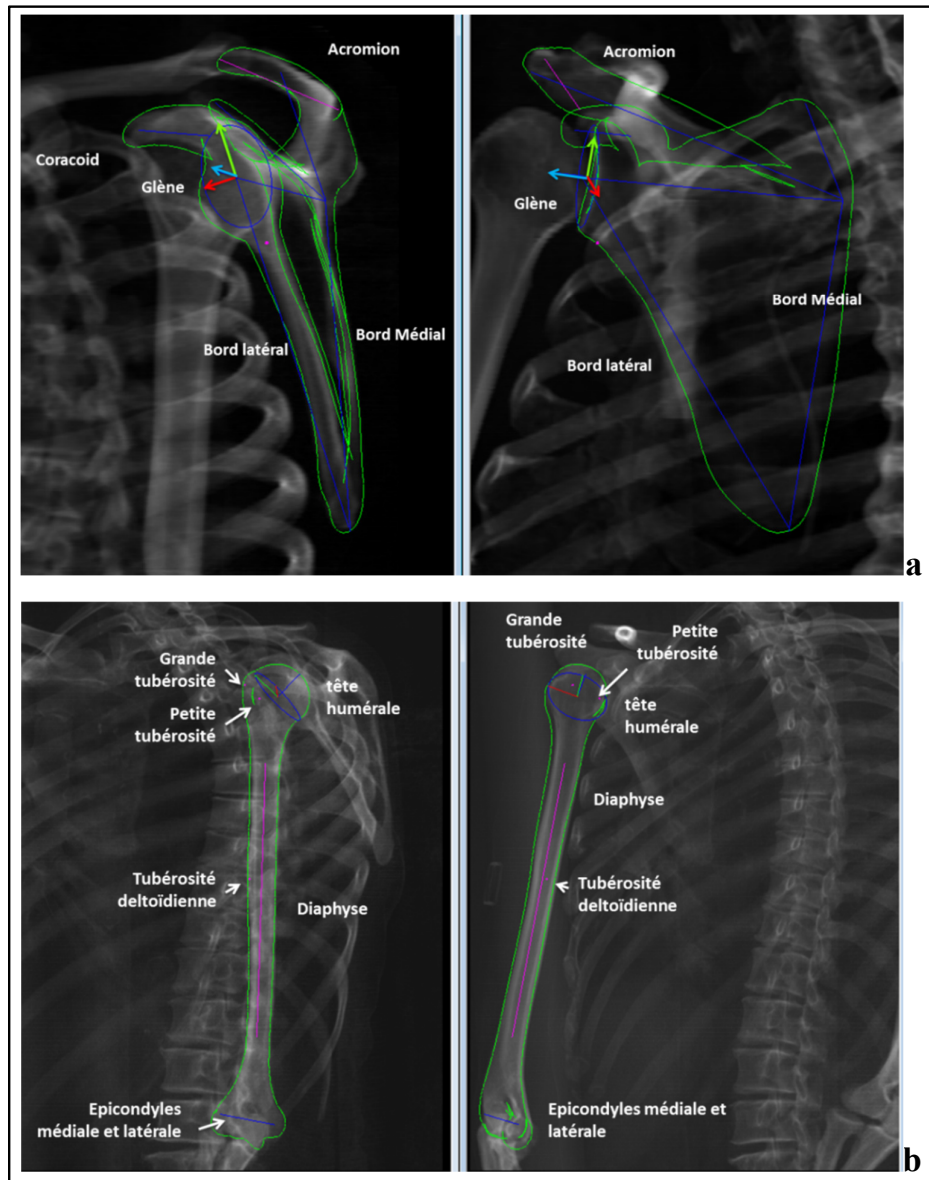 Acromion
Coracoid
Glène
Bord latéral
Bord Médial
Acromion
Glène
Bord latéral
Bord Médial
a
Grande
tubérosité
Petite
tubérosité
tête
humérale
Tubérosité
deltoïdienne
Diaphyse
Epicondyles
médiale et latérale
Grande
tubérosité
Petite
tubérosité
tête
humérale
Diaphyse
Tubérosité
deltoïdienne
Epicondyles médiale et
latérale
b